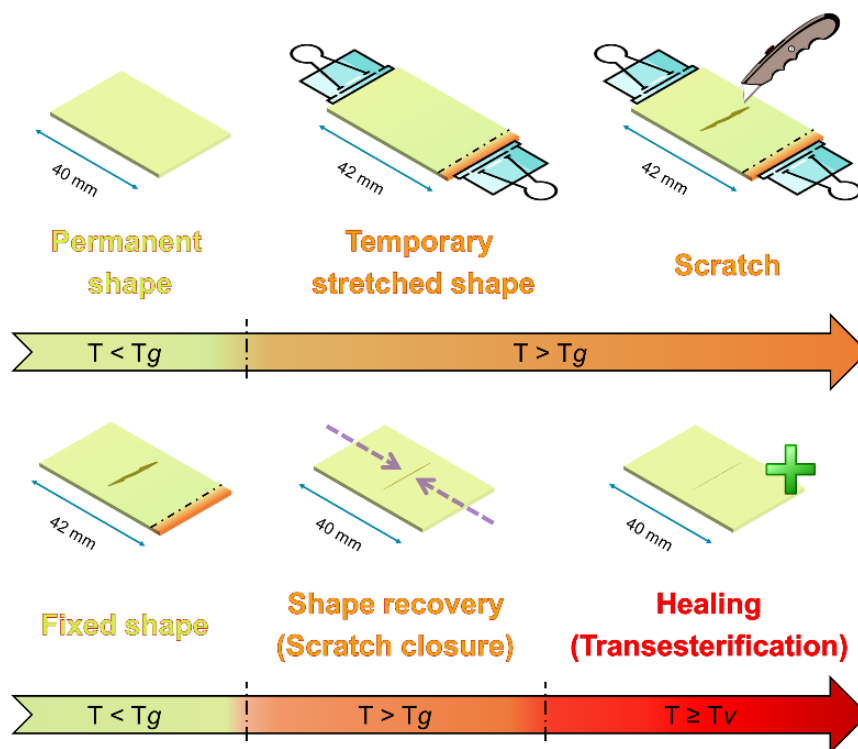 40 mm
42 mm
42 mm
Permanent
shape
Temporary
stretched shape
Scratch
T < Tg
T > Tg
42 mm
40 mm
40 mm
Fixed shape
Shape recovery
(Scratch closure)
Healing
(Transesterification)
T < Tg
T > Tg
T ≥ Tv